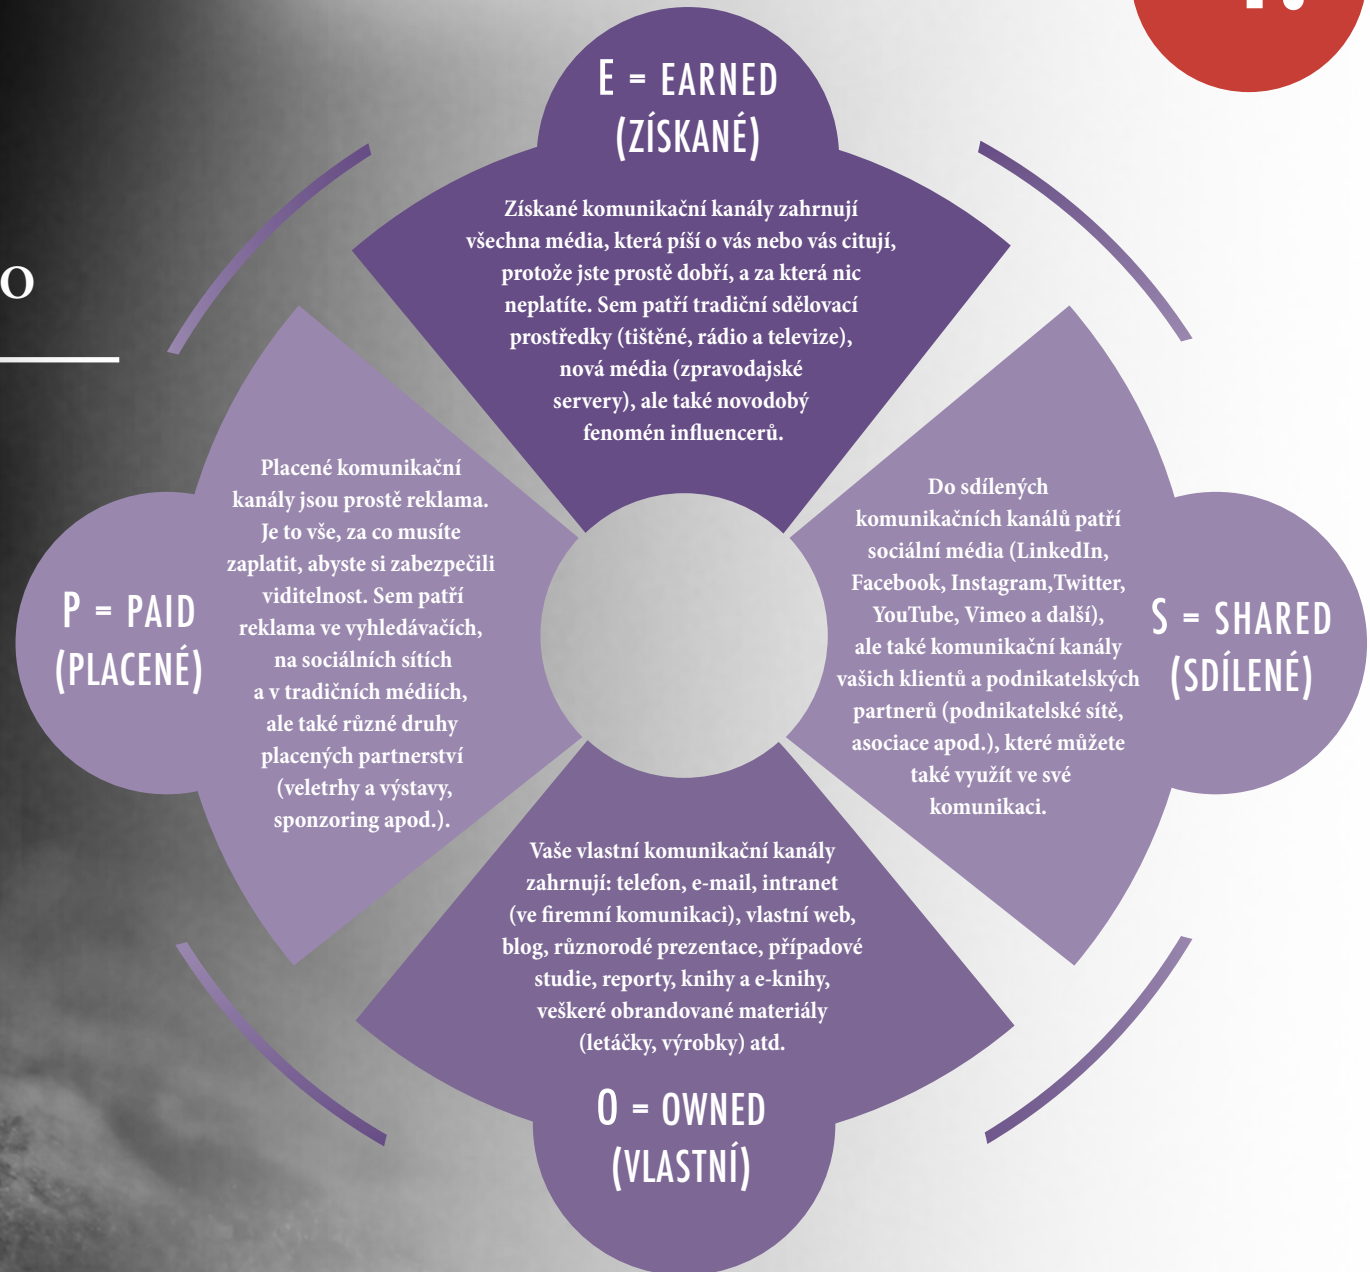 E = EARNED
(ZÍSKANÉ)
Získané komunikační kanály zahrnují
všechna média, která píší o vás nebo vás citují,
protože jste prostě dobří, a za která nic
neplatíte. Sem patří tradiční sdělovací
prostředky (tištěné, rádio a televize),
nová média (zpravodajské
servery), ale také novodobý
fenomén influencerů.
P = PAID
(PLACENÉ)
Placené komunikační
kanály jsou prostě reklama.
Je to vše, za co musíte
zaplatit, abyste si zabezpečili
viditelnost. Sem patří
reklama ve vyhledávačích,
na sociálních sítích
a v tradičních médiích,
ale také různé druhy
placených partnerství
(veletrhy a výstavy,
sponzoring apod.).
Do sdílených
komunikačních kanálů patří
sociální média (LinkedIn,
Facebook, Instagram,Twitter,
YouTube, Vimeo a další),
ale také komunikační kanály
vašich klientů a podnikatelských
partnerů (podnikatelské sítě,
asociace apod.), které můžete
také využít ve své
komunikaci.
S = SHARED
(SDÍLENÉ)
Vaše vlastní komunikační kanály
zahrnují: telefon, e-mail, intranet
(ve firemní komunikaci), vlastní web,
blog, různorodé prezentace, případové
studie, reporty, knihy a e-knihy,
veškeré obrandované materiály
(letáčky, výrobky) atd.
O = OWNED
(VLASTNÍ)